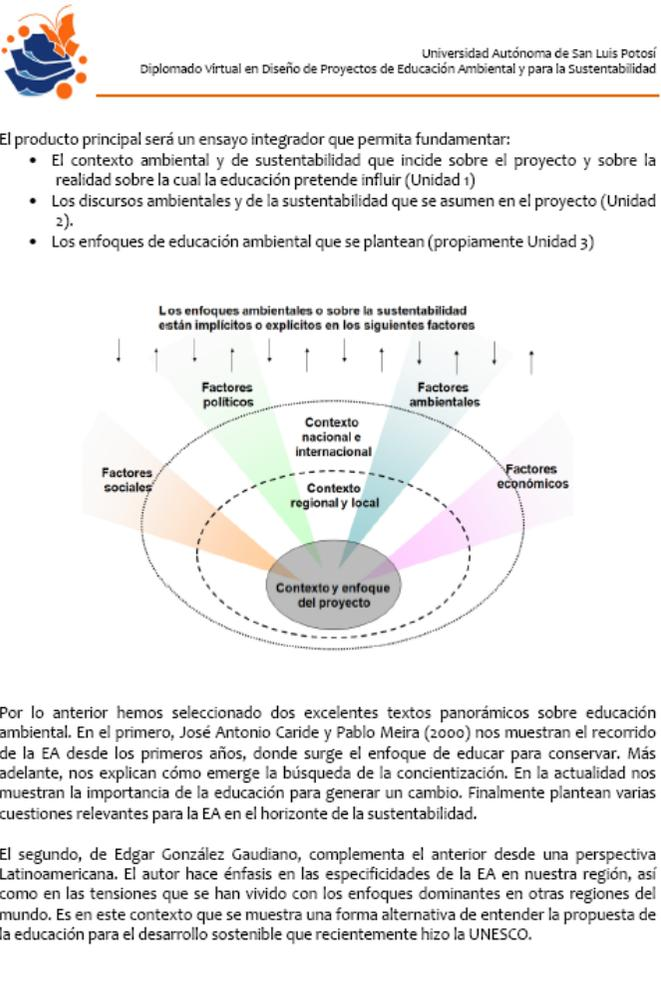 Universidad Autónoma de San Luis Potosí
Diplomado Virtual en Diseño de Proyectos de Educación Ambiental y para la Sustentabilidad
El producto principal será un ensayo integrador que permita fundamentar:
• El contexto ambiental y de sustentabilidad que incide sobre el proyecto y sobre la
realidad sobre la cual la educación pretende influir (Unidad 1)
• Los discursos ambientales y de la sustentabilidad que se asumen en el proyecto (Unidad
2).
• Los enfoques de educación ambiental que se plantean (propiamente Unidad 3)
Los enfoques ambientales o sobre la sustentabilidad
están implícitos o explícitos en los siguientes factores
Factores
políticos
Factores
ambientales
Contexto
nacional e
internacional
Factores
sociales
Factores
económicos
Contexto
regional y local
Contexto y enfoque
del proyecto
Por lo anterior hemos seleccionado dos excelentes textos panorámicos sobre educación
ambiental. En el primero, José Antonio Caride y Pablo Meira (2000) nos muestran el recorrido
de la EA desde los primeros años, donde surge el enfoque de educar para conservar. Más
adelante, nos explican cómo emerge la búsqueda de la concientización. En la actualidad nos
muestran la importancia de la educación para generar un cambio. Finalmente plantean varias
cuestiones relevantes para la EA en el horizonte de la sustentabilidad.
El segundo, de Edgar González Gaudiano, complementa el anterior desde una perspectiva
Latinoamericana. El autor hace énfasis en las especificidades de la EA en nuestra región, así
como en las tensiones que se han vivido con los enfoques dominantes en otras regiones del
mundo. Es en este contexto que se muestra una forma alternativa de entender la propuesta de
la educación para el desarrollo sostenible que recientemente hizo la UNESCO.